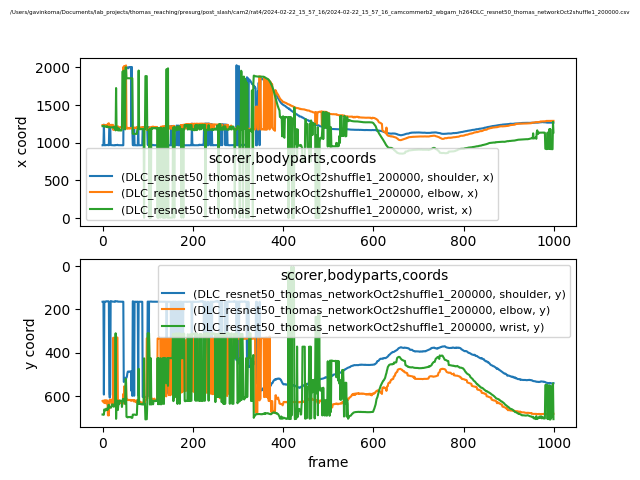 /Users/gavinkoma/Documents/lab_projects/thomas_reaching/presurg/post_slash/cam2/rat4/2024-02-22_15_57_16/2024-02-22_15_57_16_camcommerb2_wbgam_h264DLC_resnet50_thomas_networkOct2shuffle1_200000.csv
2000
1500
1000
500
0
x coord
scorer,bodyparts,coords
(DLC_resnet50_thomas_networkOct2shuffle1_200000, shoulder, x)
(DLC_resnet50_thomas_networkOct2shuffle1_200000, elbow, x)
(DLC_resnet50_thomas_networkOct2shuffle1_200000, wrist, x)
0 200 400 600 800 1000
0
200
400
600
y coord
scorer,bodyparts,coords
(DLC_resnet50_thomas_networkOct2shuffle1_200000, shoulder, y)
(DLC_resnet50_thomas_networkOct2shuffle1_200000, elbow, y)
(DLC_resnet50_thomas_networkOct2shuffle1_200000, wrist, y)
0 200 400 600 800 1000
frame